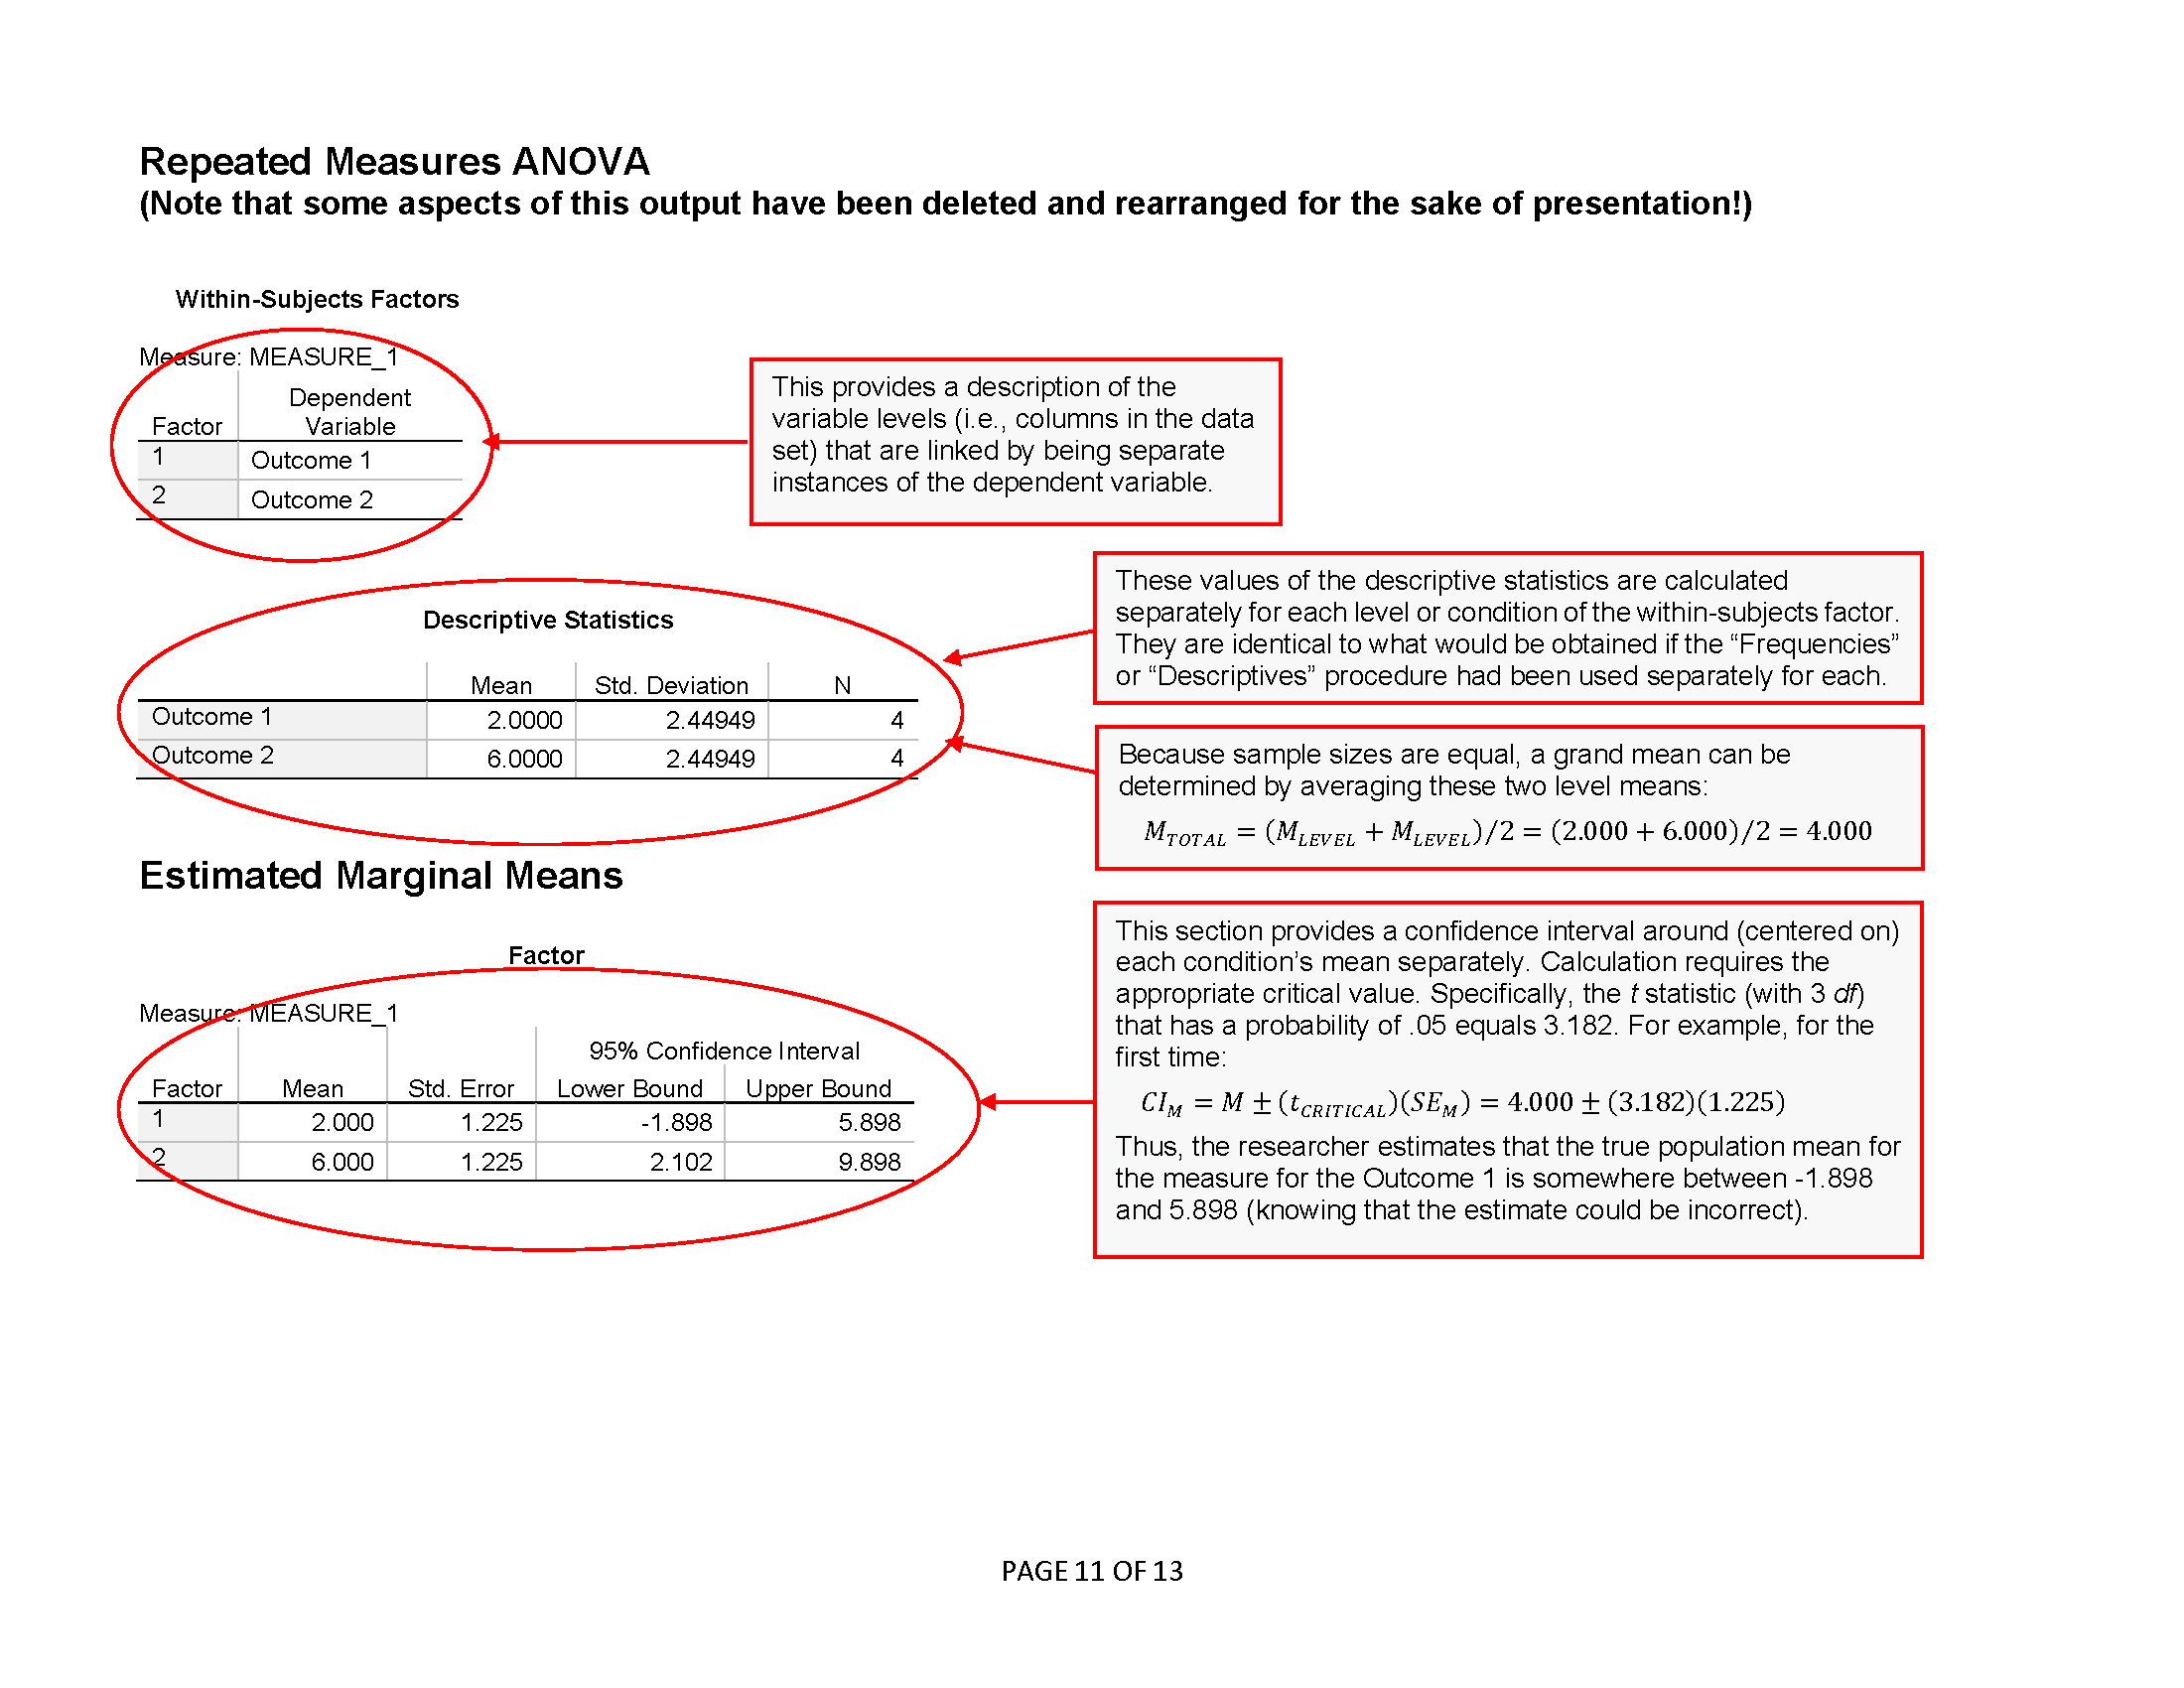 Repeated Measures ANOVA
(Note that some aspects of this output have been deleted and rearranged for the sake of presentation!)
Within-Subjects Factors
Measure: MEASURE_1
Factor Dependent Variable
1 Outcome 1
2 Outcome 2
This provides a description of the
variable levels (i.e., columns in the data
set) that are linked by being separate
instances of the dependent variable.
Descriptive Statistics
Mean Std. Deviation N
Outcome 1 2.0000 2.44949 4
Outcome 2 6.0000 2.44949 4
These values of the descriptive statistics are calculated
separately for each level or condition of the within-subjects factor.
They are identical to what would be obtained if the “Frequencies”
or “Descriptives” procedure had been used separately for each.
Because sample sizes are equal, a grand mean can be
determined by averaging these two level means:
M_TOTAL = (M_LEVEL + M_LEVEL)/2 = (2.000 + 6.000)/2 = 4.000
Estimated Marginal Means
Factor
Measure: MEASURE_1
95% Confidence Interval
Factor Mean Std. Error Lower Bound Upper Bound
1 2.000 1.225 -1.898 5.898
2 6.000 1.225 2.102 9.898
This section provides a confidence interval around (centered on)
each condition’s mean separately. Calculation requires the
appropriate critical value. Specifically, the t statistic (with 3 df)
that has a probability of .05 equals 3.182. For example, for the
first time:
CI_M = M ± (t_CRITICAL)(SE_M) = 4.000 ± (3.182)(1.225)
Thus, the researcher estimates that the true population mean for
the measure for the Outcome 1 is somewhere between -1.898
and 5.898 (knowing that the estimate could be incorrect).
PAGE 11 OF 13